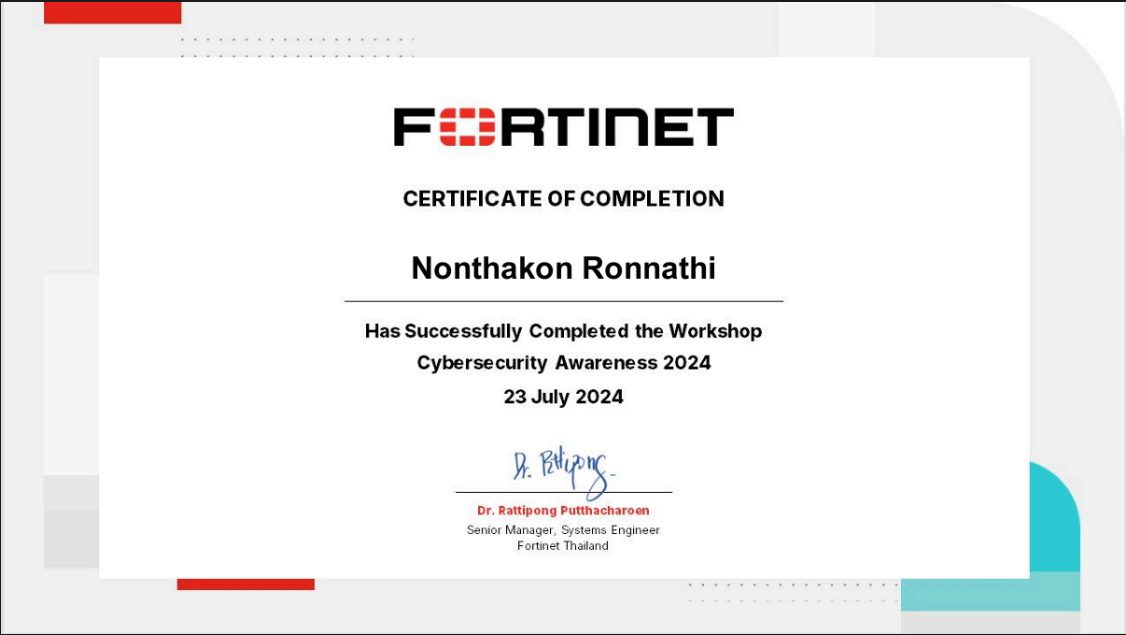 FORTINET
CERTIFICATE OF COMPLETION
Nonthakon Ronnathi
Has Successfully Completed the Workshop
Cybersecurity Awareness 2024
23 July 2024
Dr. Rattipong
Dr. Rattipong Putthacharoen
Senior Manager, Systems Engineer
Fortinet Thailand